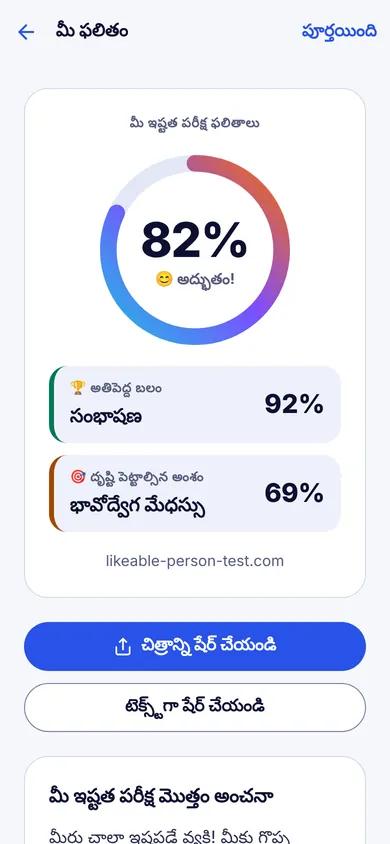 మీ ఫలితం
పూర్తయింది
మీ ఇష్టత పరీక్ష ఫలితాలు
82%
😊 అద్భుతం!
🏆 అతిపెద్ద బలం
సంభాషణ
92%
🎯 దృష్టి పెట్టాల్సిన అంశం
భావోద్వేగ మేధస్సు
69%
likeable-person-test.com
చిత్రాన్ని షేర్ చేయండి
టెక్స్ట్‌గా షేర్ చేయండి
మీ ఇష్టత పరీక్ష మొత్తం అంచనా
మీరు చాలా ఇష్టపడే వ్యక్తి! మీకు గొప్ప